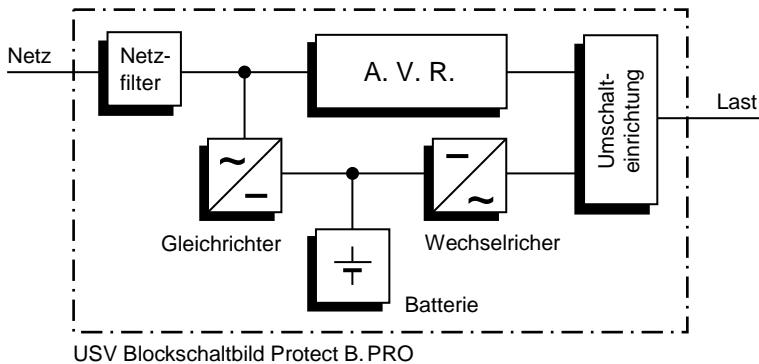 Netz
Netz-
filter
A. V. R.
Umschalt-
einrichtung
Last
~
–
–
~
Gleichrichter
Wechselricher
Batterie
USV Blockschaltbild Protect B. PRO